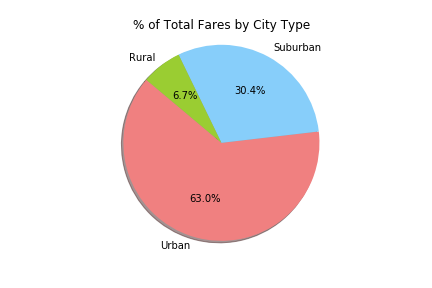 % of Total Fares by City Type
Suburban
Rural
30.4%
6.7%
63.0%
Urban